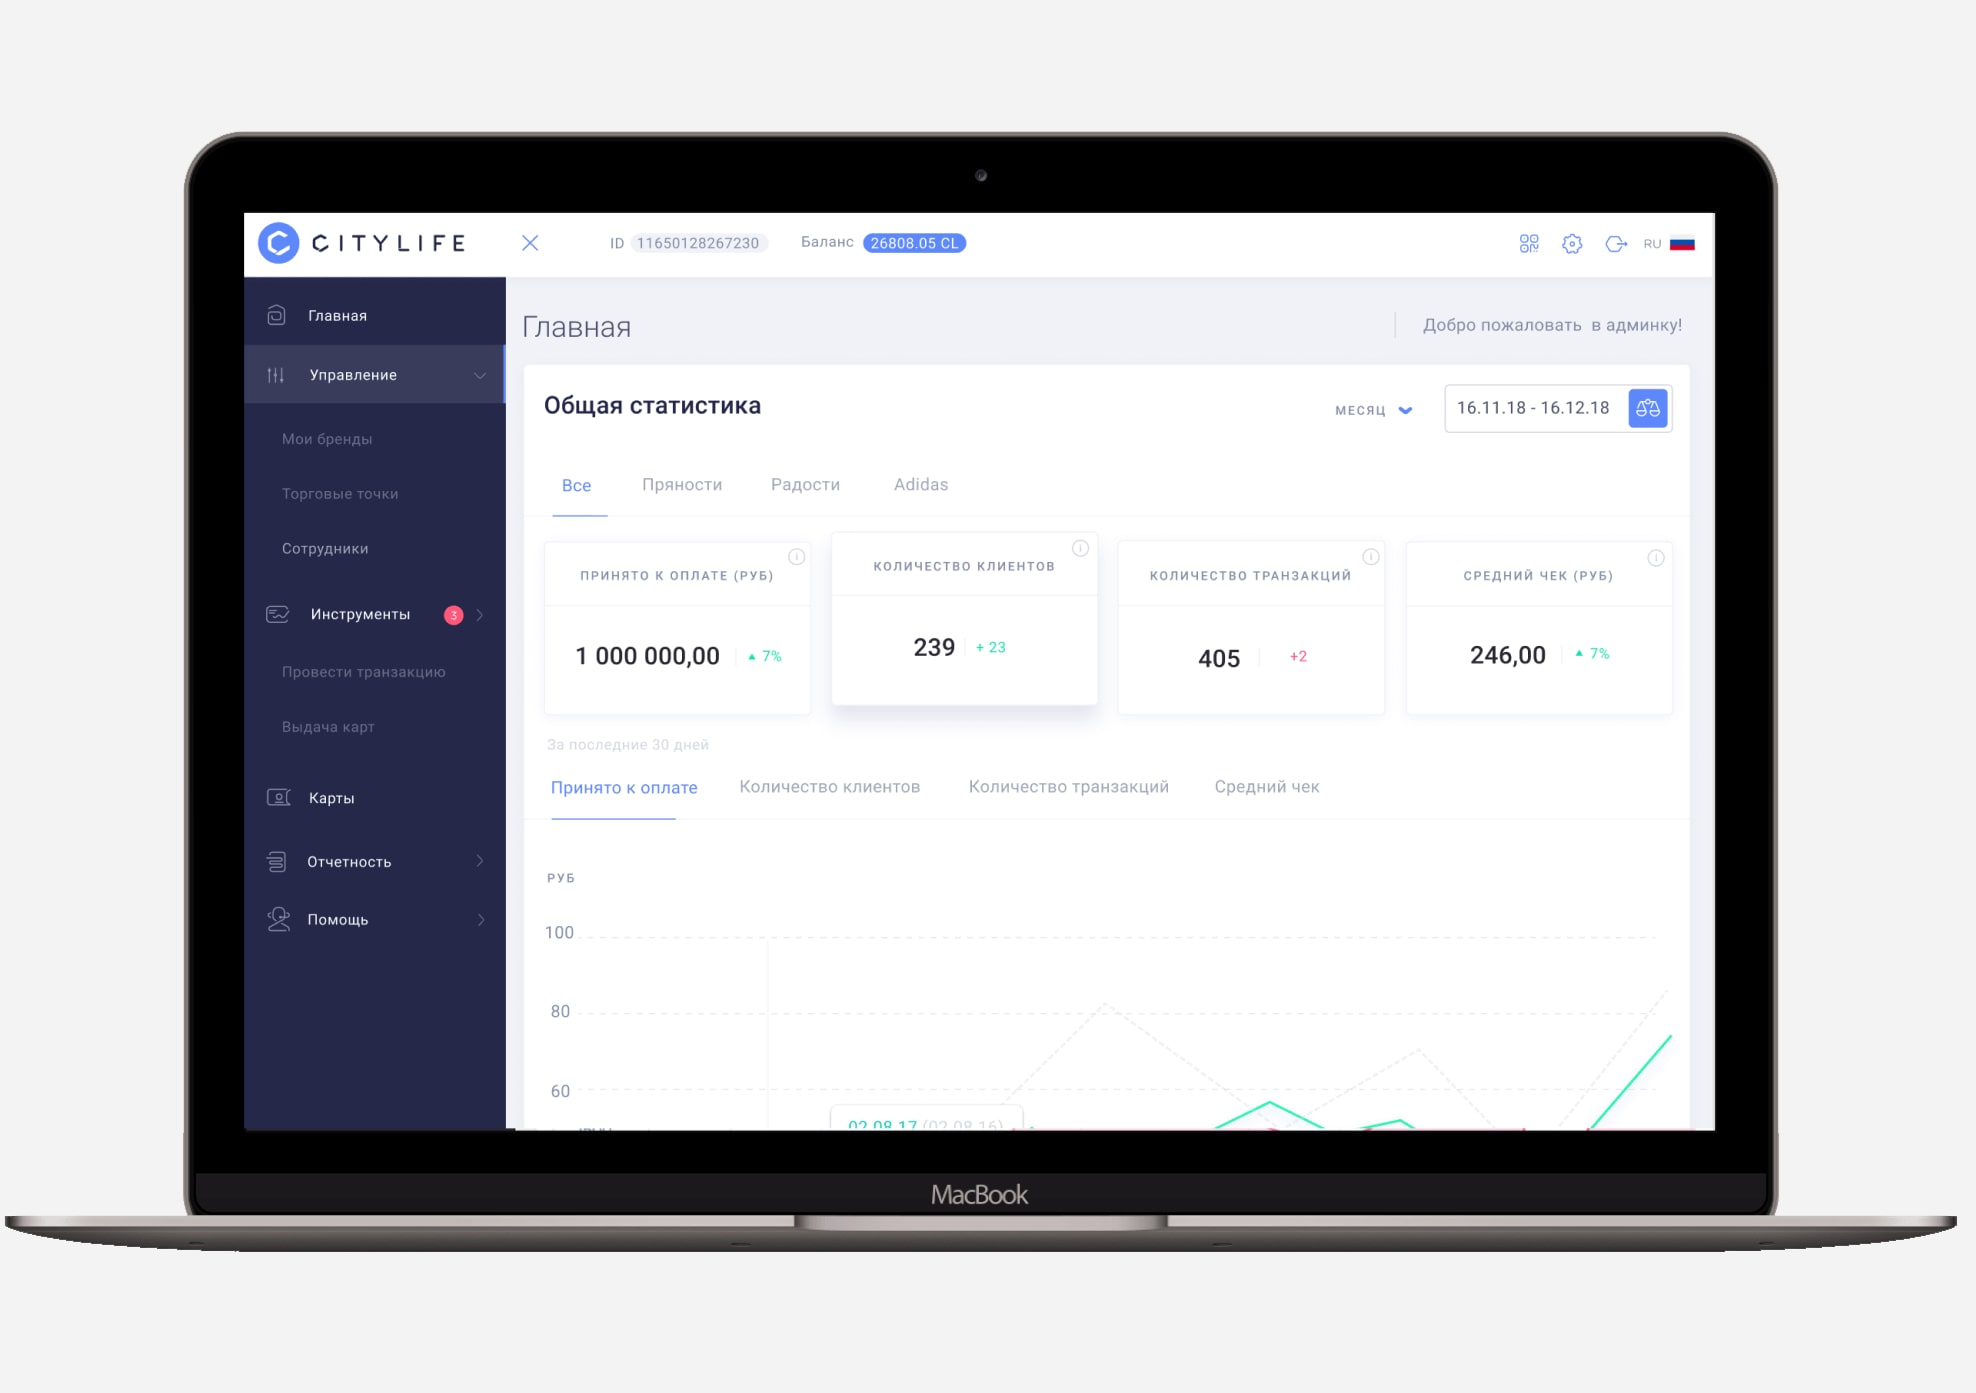 CITYLIFE
ID 11650128267230 Баланс 26808.05 CL RU
Главная
Управление
Мои бренды
Торговые точки
Сотрудники
Инструменты 3
Провести транзакцию
Выдача карт
Карты
Отчетность
Помощь
Главная Добро пожаловать в админку!
Общая статистика МЕСЯЦ 16.11.18 - 16.12.18
Все Пряности Радости Adidas
ПРИНЯТО К ОПЛАТЕ (РУБ)
1 000 000,00 7%
КОЛИЧЕСТВО КЛИЕНТОВ
239 + 23
КОЛИЧЕСТВО ТРАНЗАКЦИЙ
405 +2
СРЕДНИЙ ЧЕК (РУБ)
246,00 7%
За последние 30 дней
Принято к оплате Количество клиентов Количество транзакций Средний чек
РУБ
100
80
60
02.08.17 (02.08.16)
MacBook